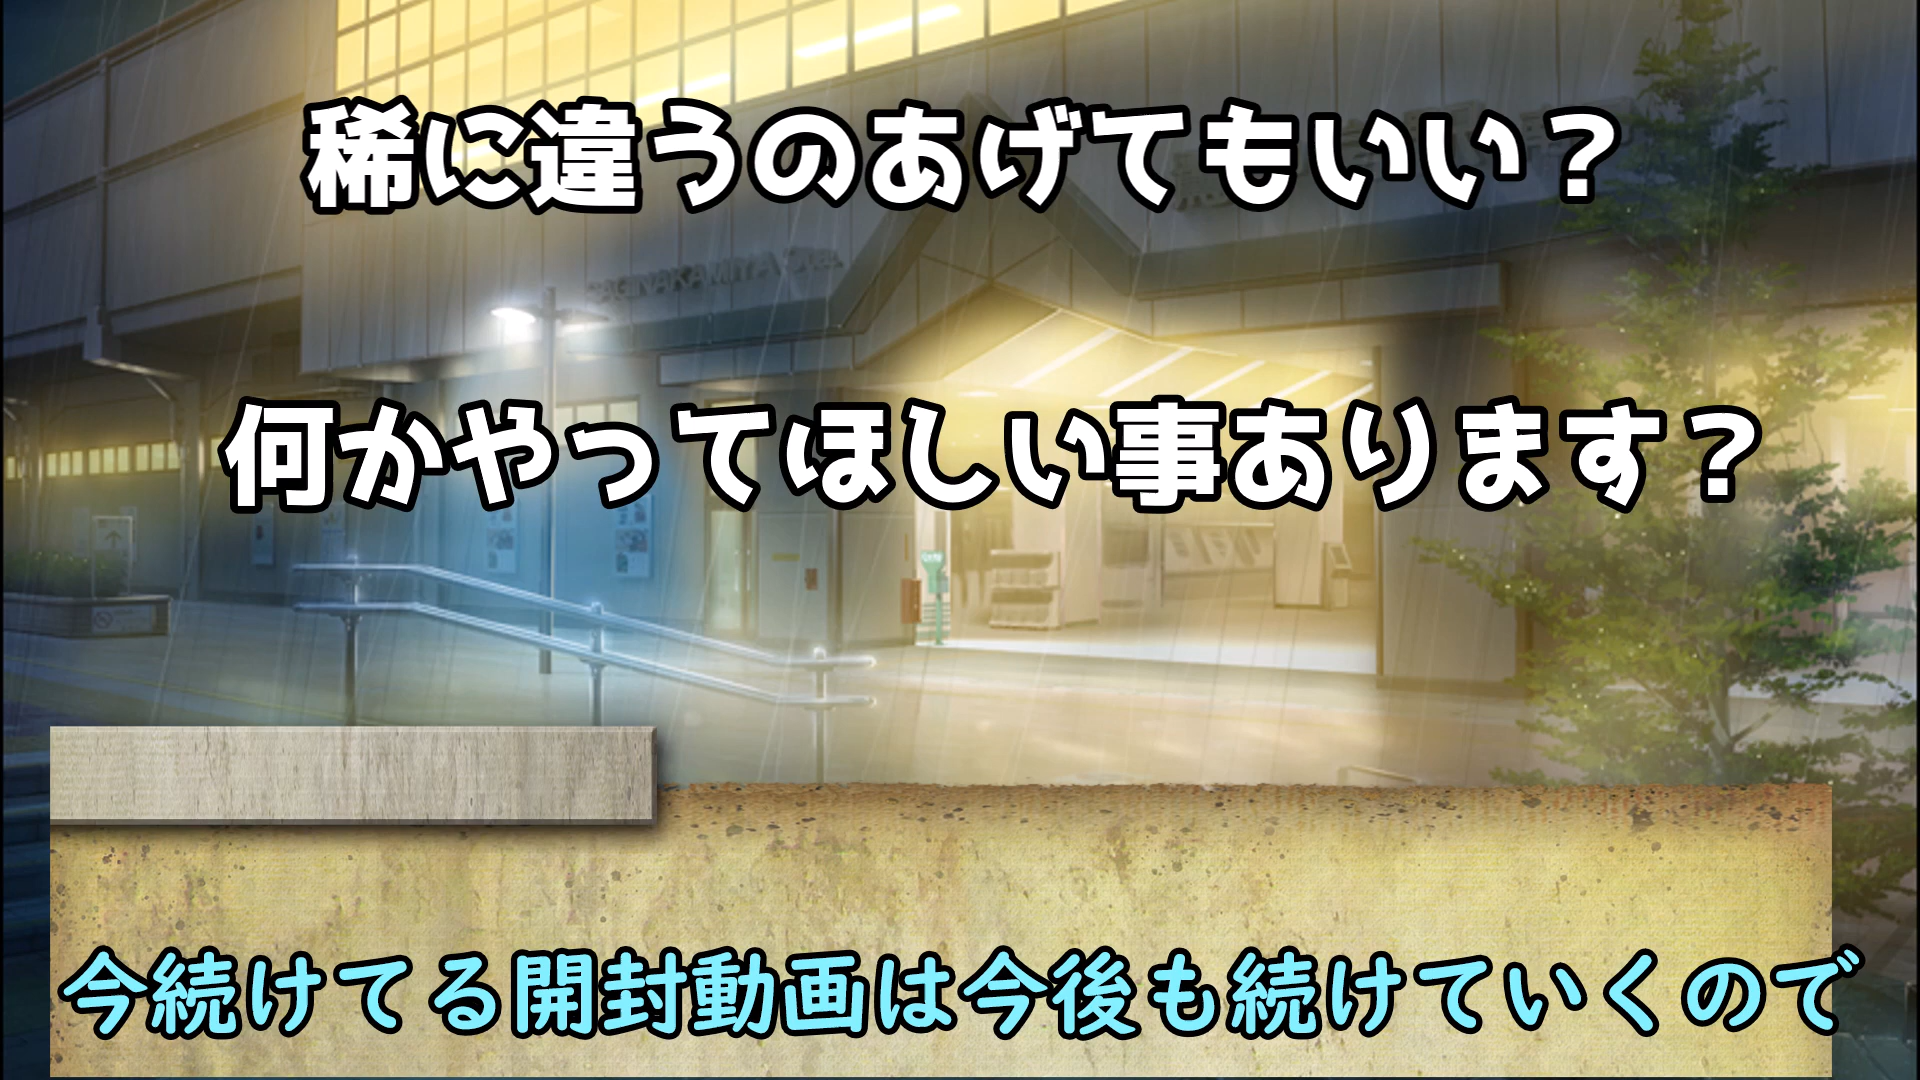 稀に違うのあげてもいい？
何かやってほしい事あります？
今続けてる開封動画は今後も続けていくので